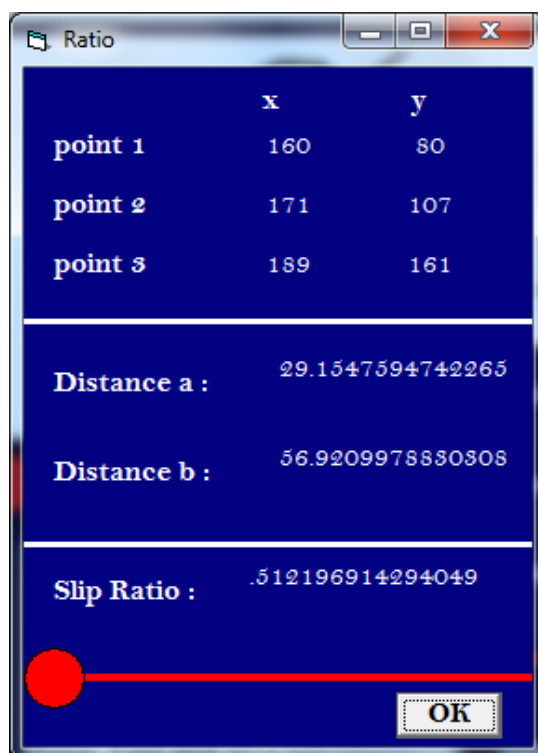 Ratio
x y
point 1 160 80
point 2 171 107
point 3 189 161
Distance a : 29.1547594742265
Distance b : 56.9209978830308
Slip Ratio : .512196914294049
OK